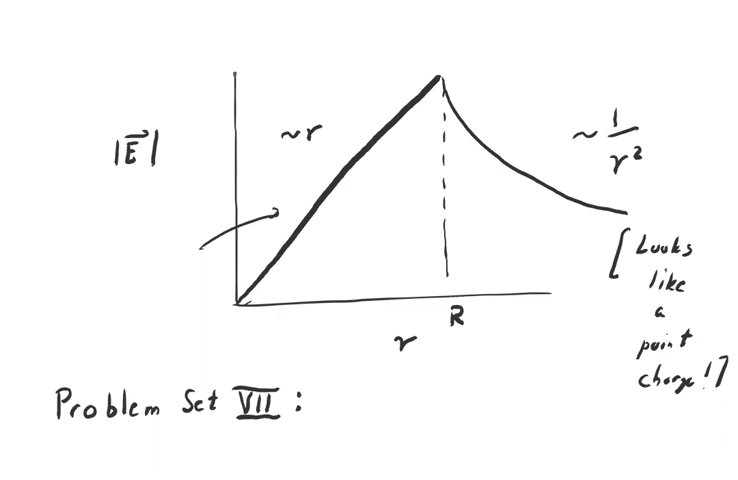 |E⃗|
~r
~ 1/r²
[Looks
like
a
point
charge!]
R
r
Problem Set VII :